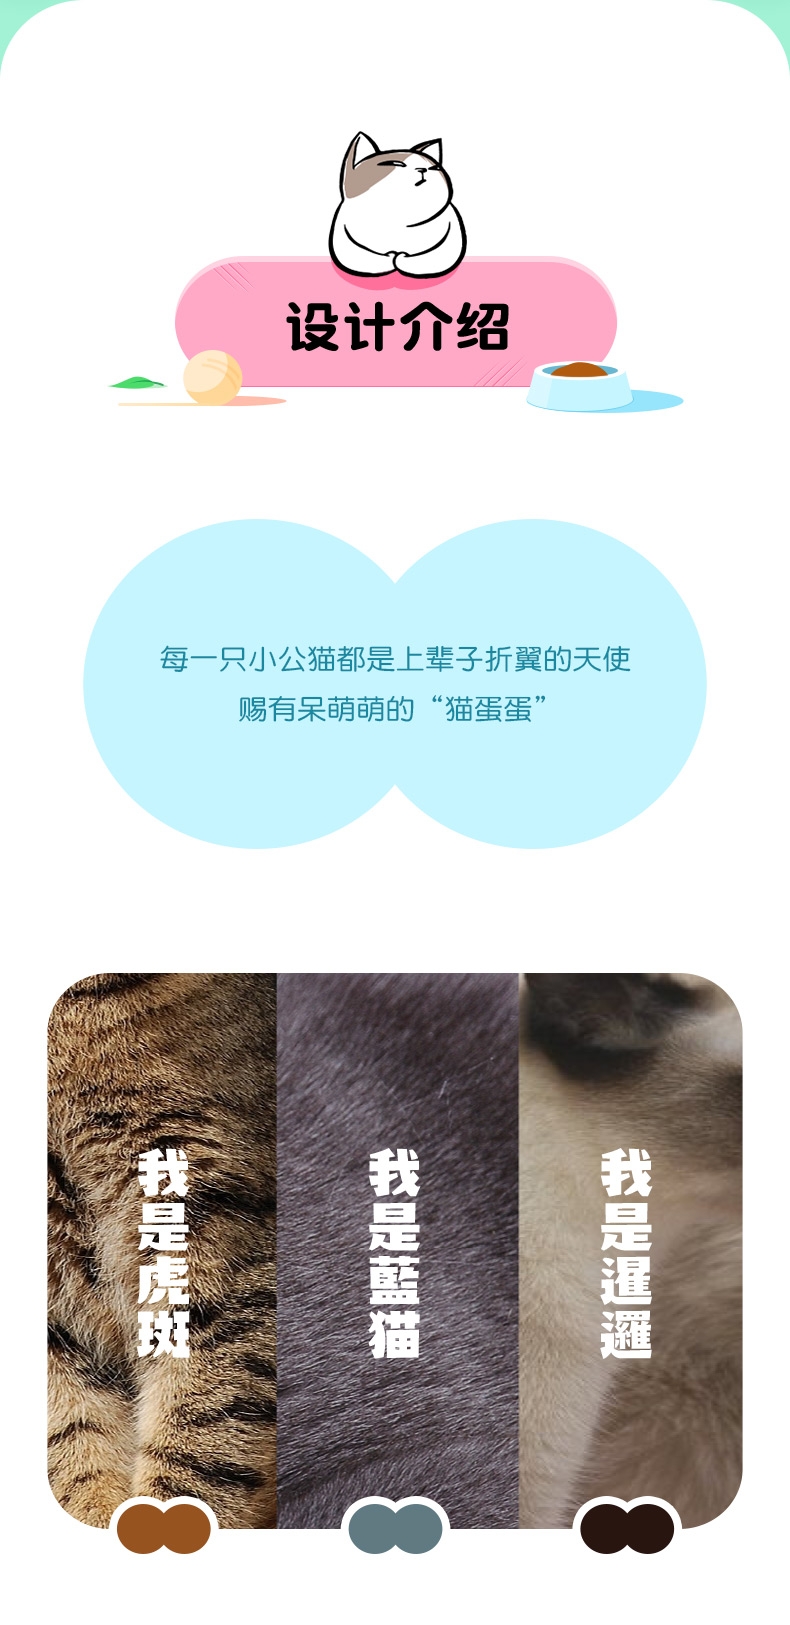 设计介绍
每一只小公猫都是上辈子折翼的天使
赐有呆萌萌的“猫蛋蛋”
我是虎斑
我是藍猫
我是暹邏